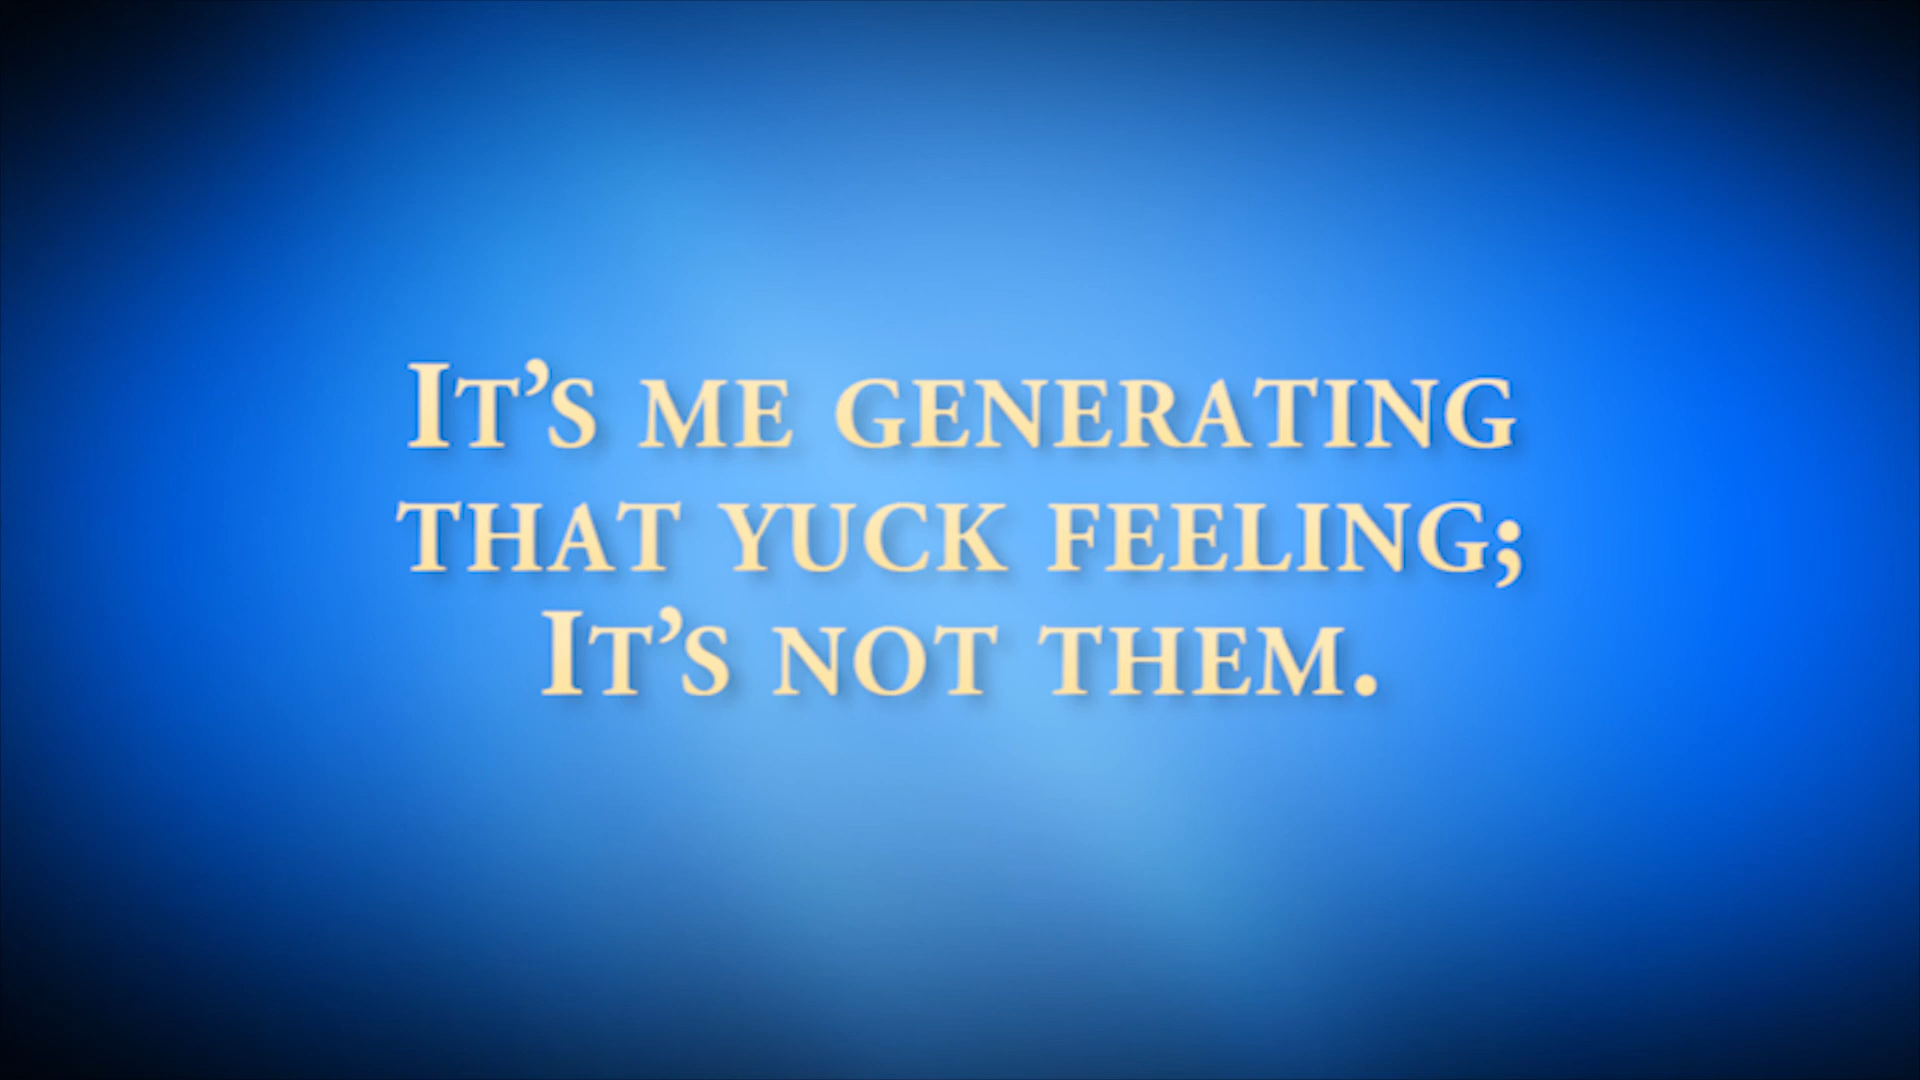 It’s me generating
that yuck feeling;
It’s not them.